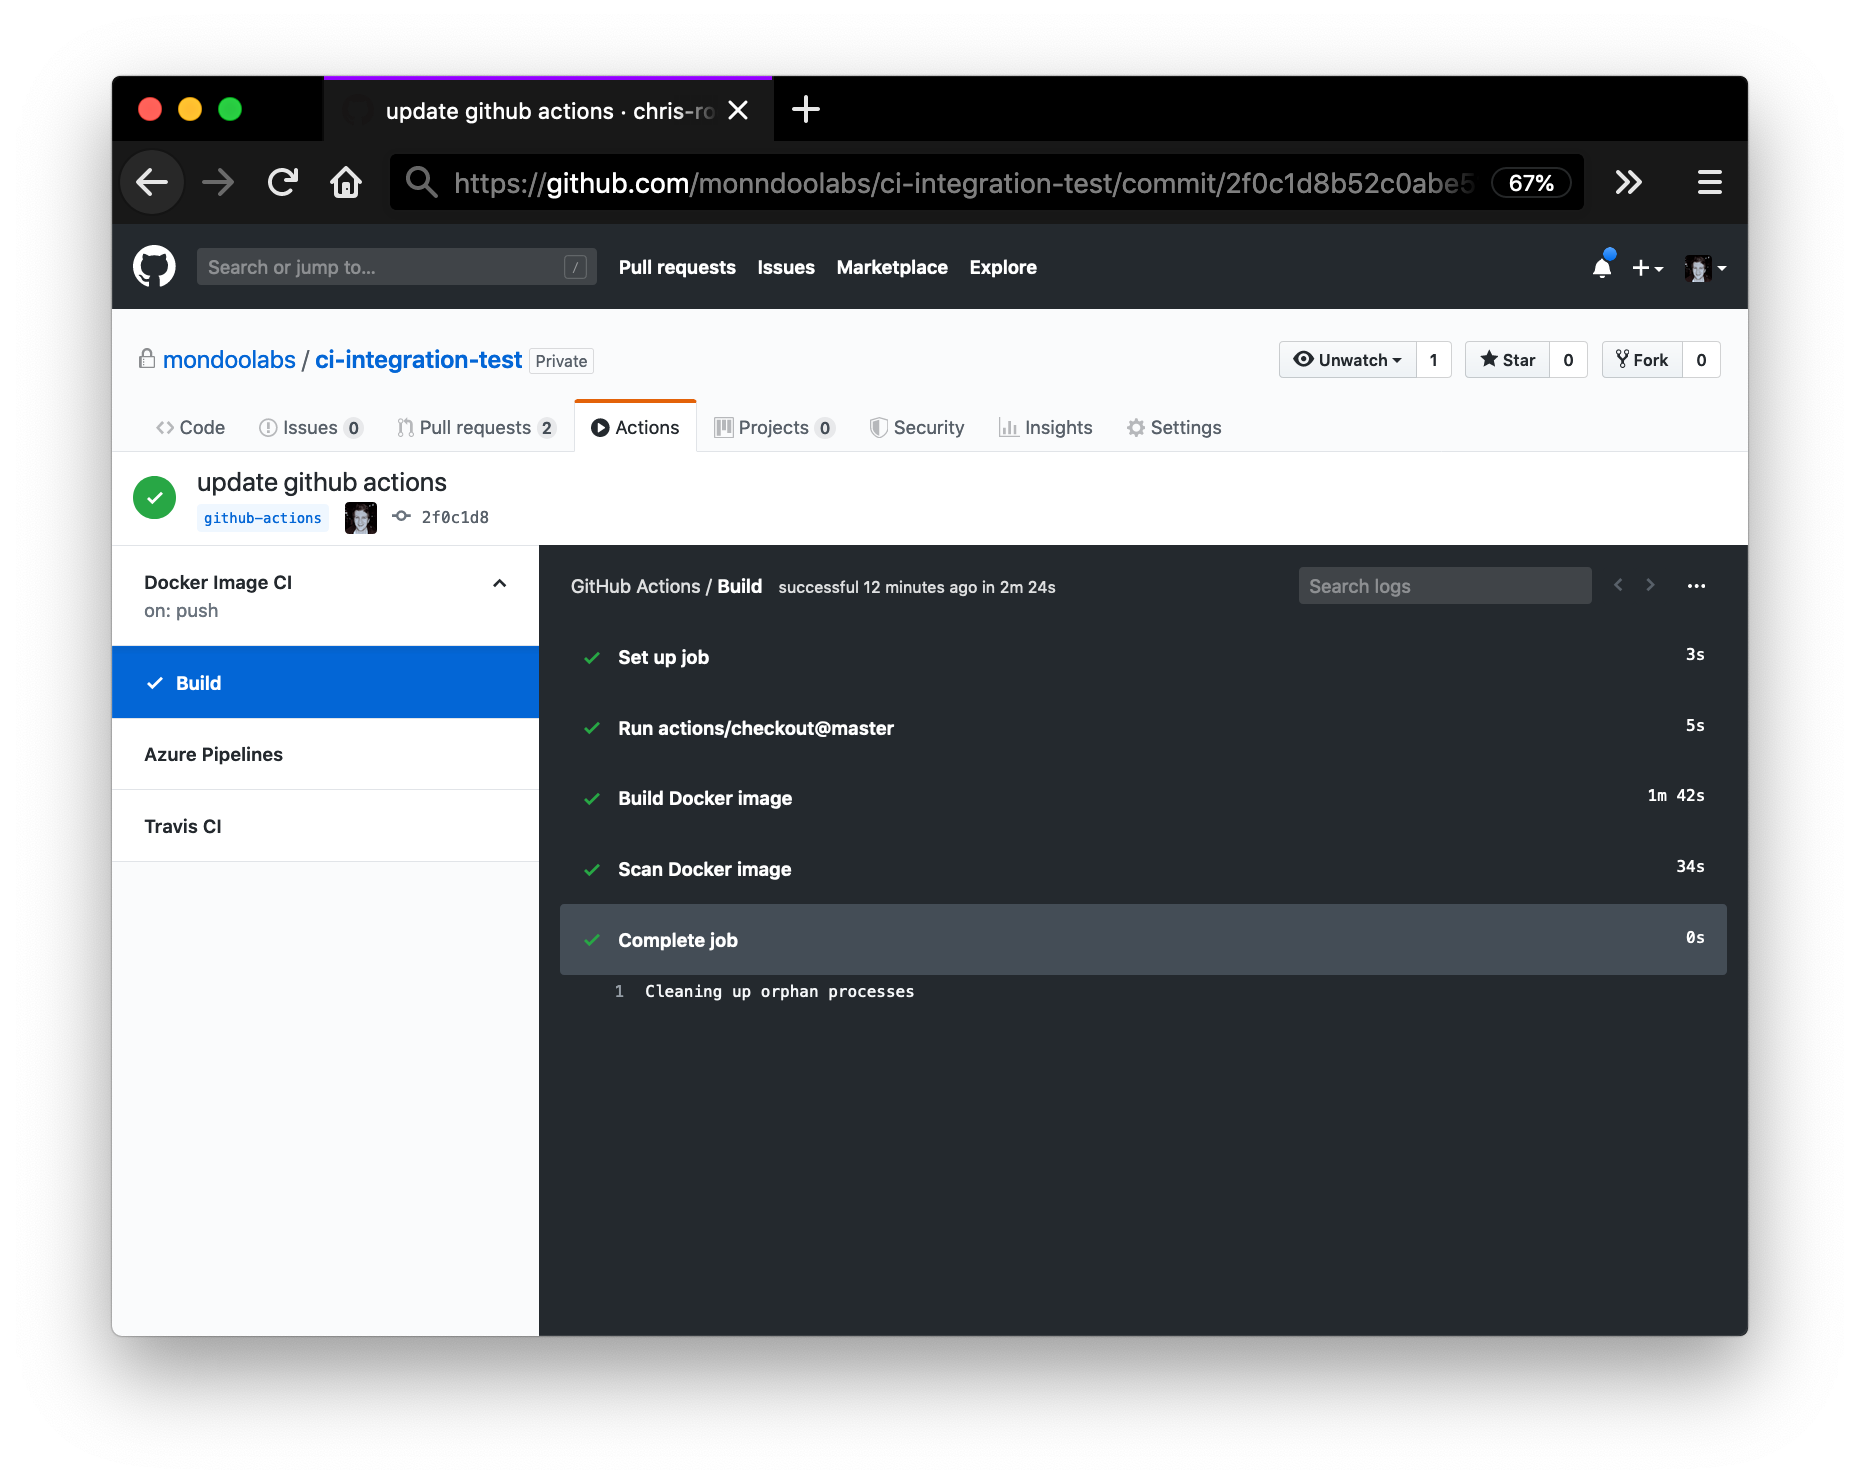 update github actions · chris-ro
https://github.com/monndoolabs/ci-integration-test/commit/2f0c1d8b52c0abe5 67%
Search or jump to... / Pull requests Issues Marketplace Explore
mondoolabs / ci-integration-test Private Unwatch 1 Star 0 Fork 0
Code Issues 0 Pull requests 2 Actions Projects 0 Security Insights Settings
update github actions
github-actions 2f0c1d8
Docker Image CI
on: push
Build
Azure Pipelines
Travis CI
GitHub Actions / Build successful 12 minutes ago in 2m 24s Search logs
Set up job 3s
Run actions/checkout@master 5s
Build Docker image 1m 42s
Scan Docker image 34s
Complete job 0s
1 Cleaning up orphan processes